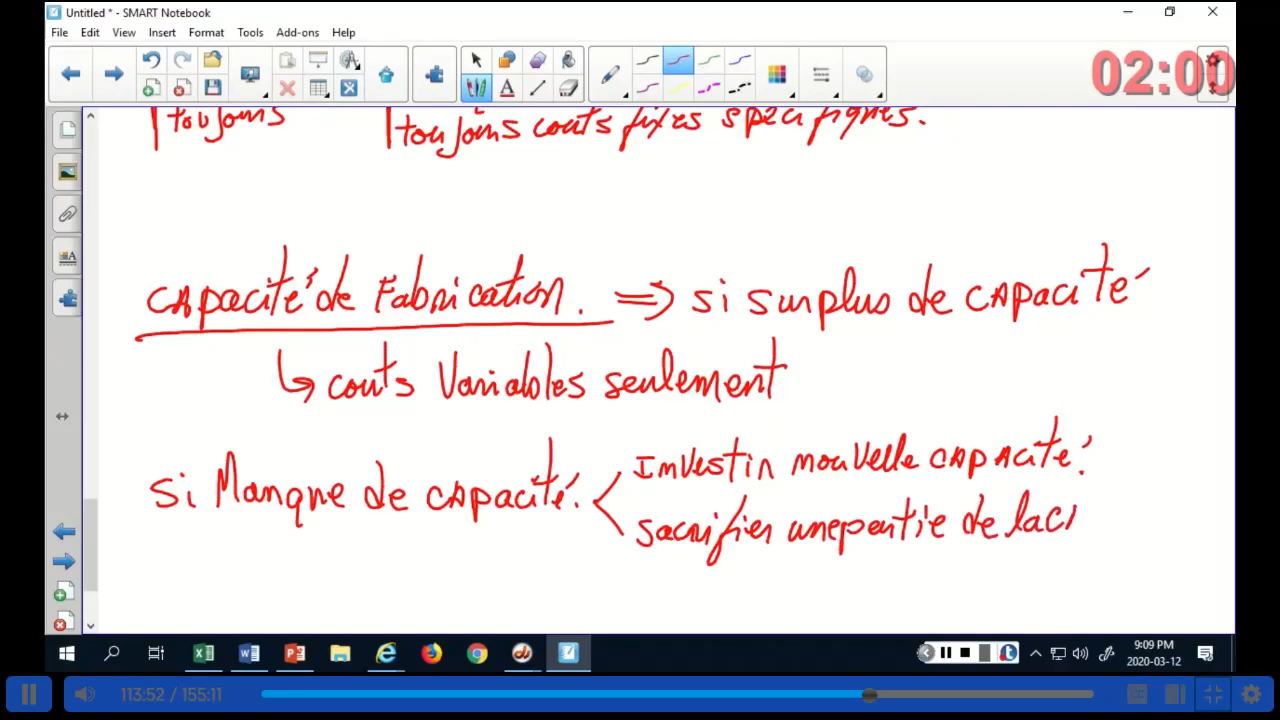 Untitled * - SMART Notebook
File Edit View Insert Format Tools Add-ons Help
02:00
toujours toujours couts fixes spécifiques.
Capacité de Fabrication. => si surplus de capacité
couts Variables seulement
si Manque de capacité. Investir nouvelle capacité.
sacrifier une partie de la c
9:09 PM
2020-03-12
113:52 / 155:11